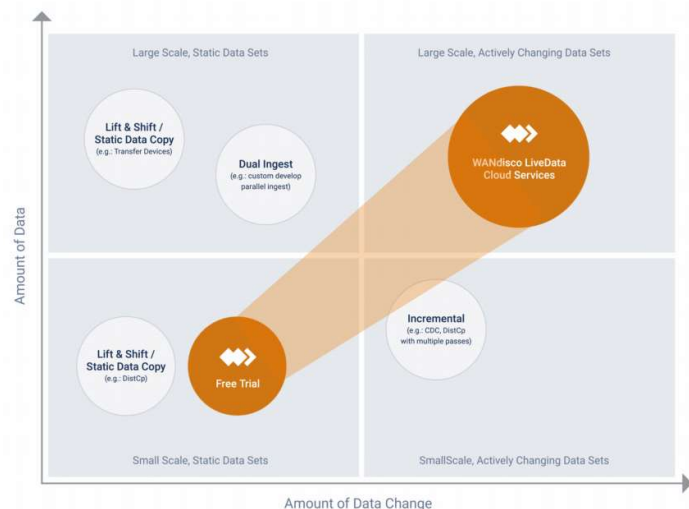 Large Scale, Static Data Sets
Large Scale, Actively Changing Data Sets
Lift & Shift /
Static Data Copy
(e.g.: Transfer Devices)
Dual Ingest
(e.g.: custom develop
parallel ingest)
WANdisco LiveData
Cloud Services
Amount of Data
Lift & Shift /
Static Data Copy
(e.g.: DistCp)
Free Trial
Incremental
(e.g.: CDC, DistCp
with multiple passes)
Small Scale, Static Data Sets
SmallScale, Actively Changing Data Sets
Amount of Data Change